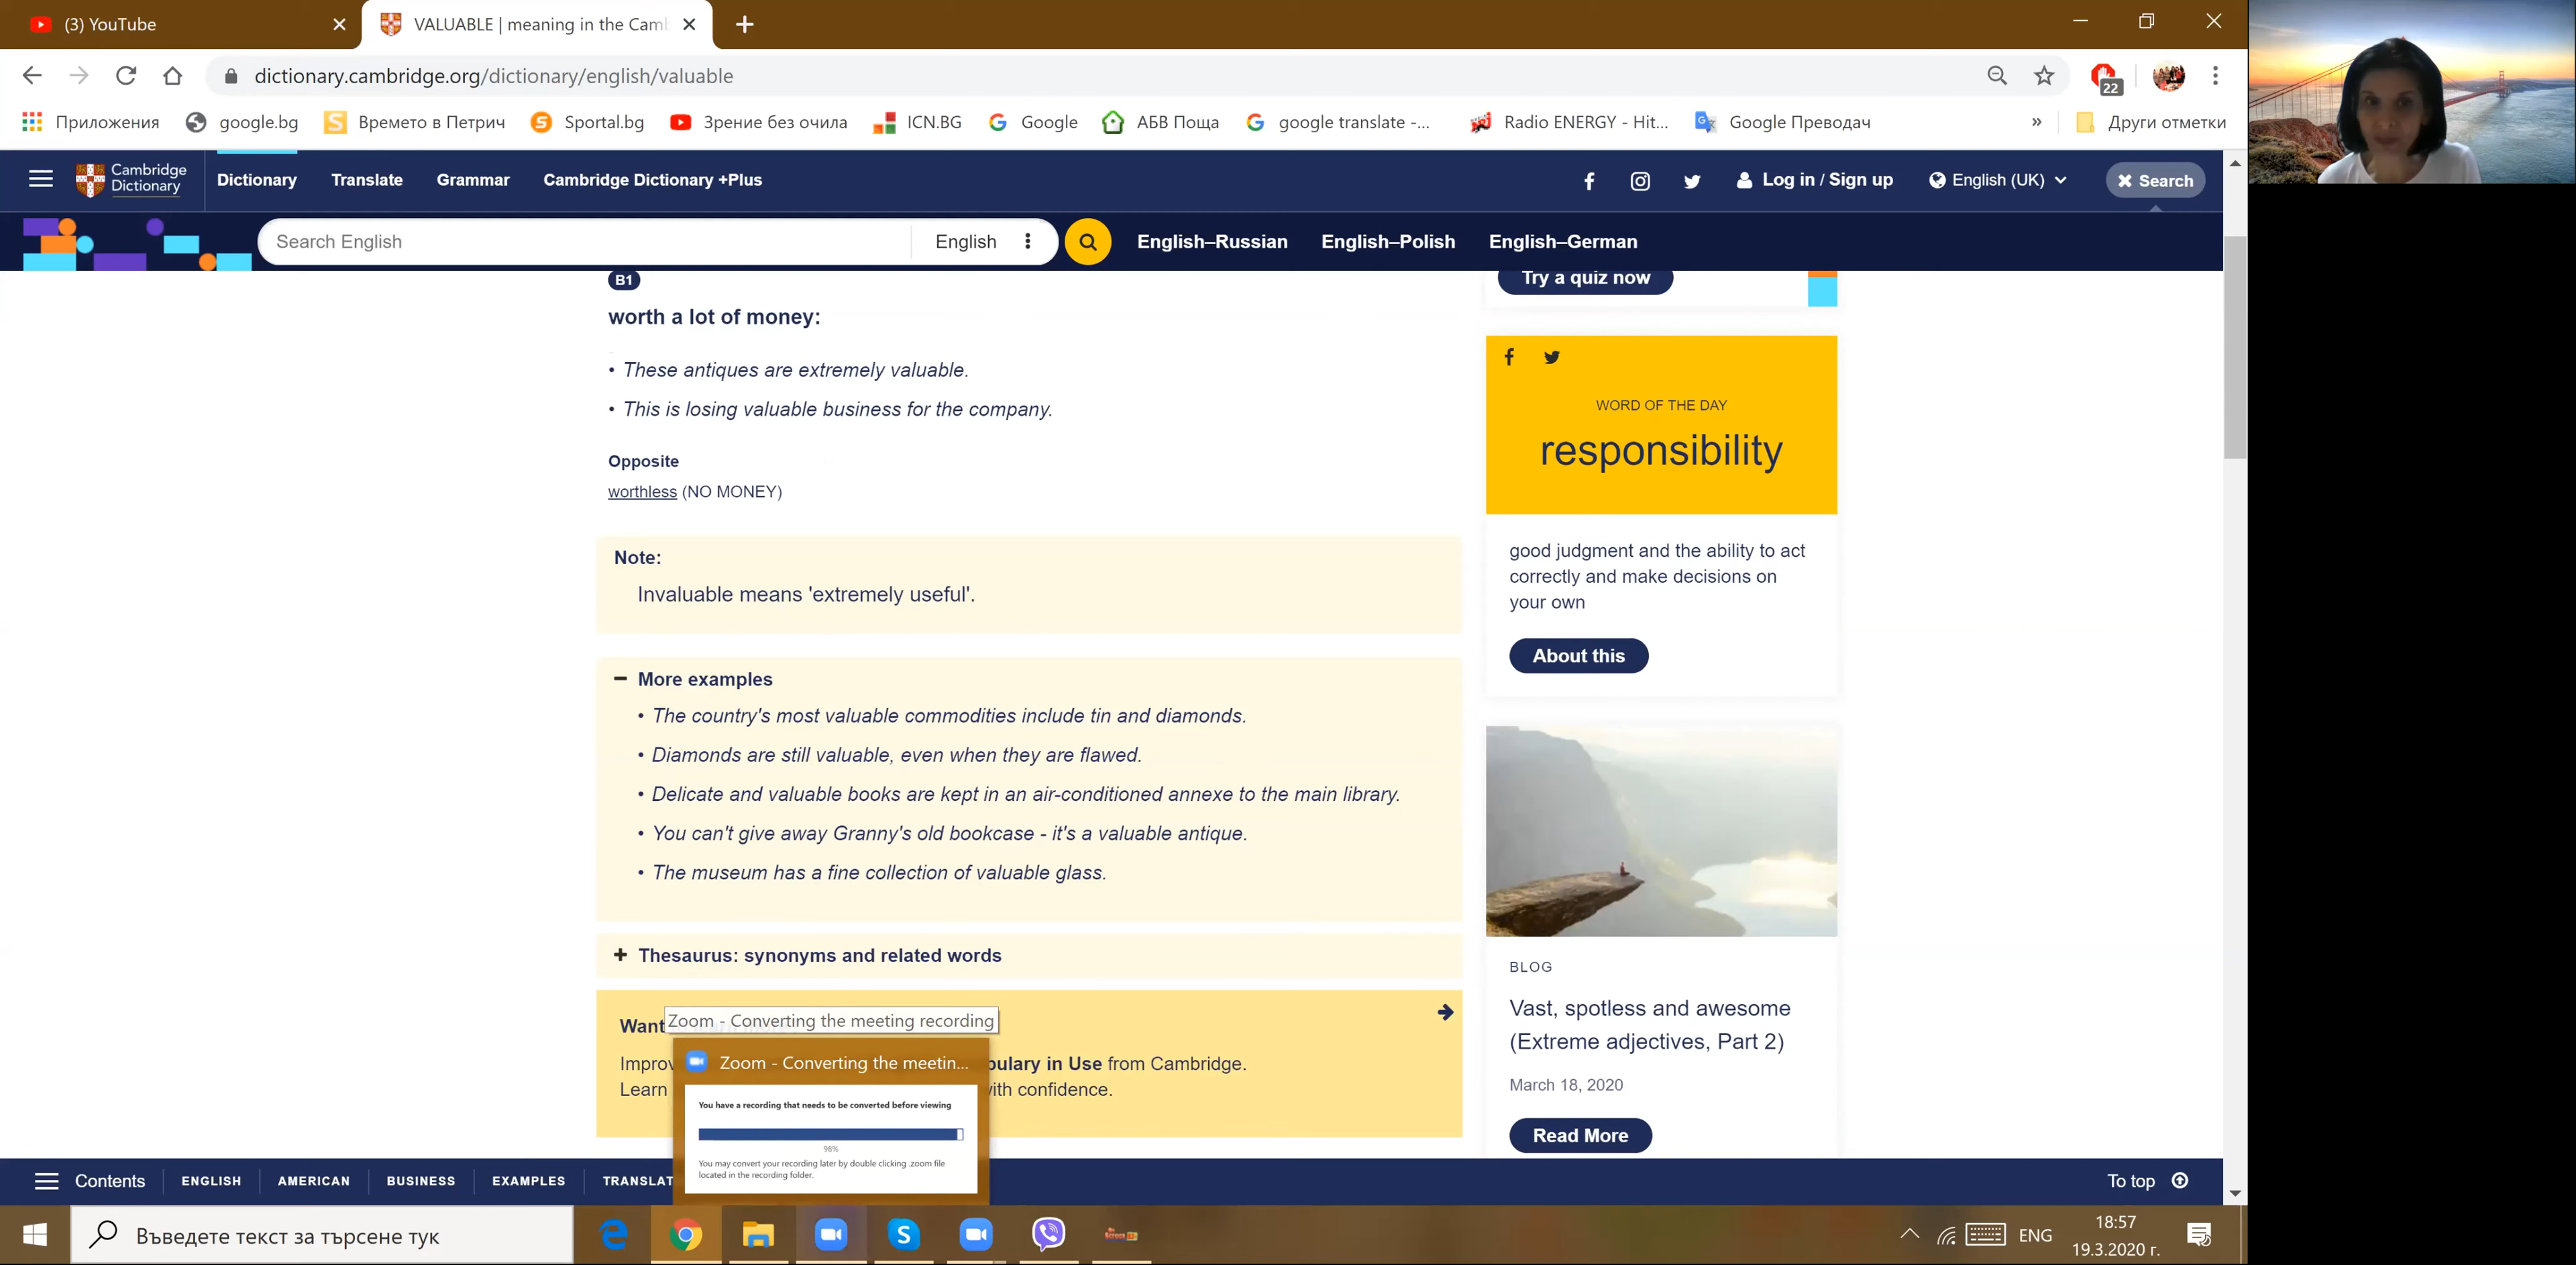 (3) YouTube
VALUABLE | meaning in the Caml
dictionary.cambridge.org/dictionary/english/valuable
22
Приложения
google.bg
Времето в Петрич
Sportal.bg
Зрение без очила
ICN.BG
Google
АБВ Поща
google translate -...
Radio ENERGY - Hit...
Google Преводач
»
Други отметки
Cambridge
Dictionary
Dictionary
Translate
Grammar
Cambridge Dictionary +Plus
Log in / Sign up
English (UK)
Search
Search English
English
English–Russian
English–Polish
English–German
B1
worth a lot of money:
• These antiques are extremely valuable.
• This is losing valuable business for the company.
Opposite
worthless (NO MONEY)
Note:
Invaluable means 'extremely useful'.
More examples
• The country's most valuable commodities include tin and diamonds.
• Diamonds are still valuable, even when they are flawed.
• Delicate and valuable books are kept in an air-conditioned annexe to the main library.
• You can't give away Granny's old bookcase - it's a valuable antique.
• The museum has a fine collection of valuable glass.
Thesaurus: synonyms and related words
Want
Improv
bulary in Use from Cambridge.
Learn
with confidence.
Zoom - Converting the meeting recording
Zoom - Converting the meetin...
You have a recording that needs to be converted before viewing
98%
You may convert your recording later by double clicking .zoom file
located in the recording folder.
Try a quiz now
WORD OF THE DAY
responsibility
good judgment and the ability to act
correctly and make decisions on
your own
About this
BLOG
Vast, spotless and awesome
(Extreme adjectives, Part 2)
March 18, 2020
Read More
Contents
ENGLISH
AMERICAN
BUSINESS
EXAMPLES
TRANSLAT
To top
Въведете текст за търсене тук
ENG
18:57
19.3.2020 г.